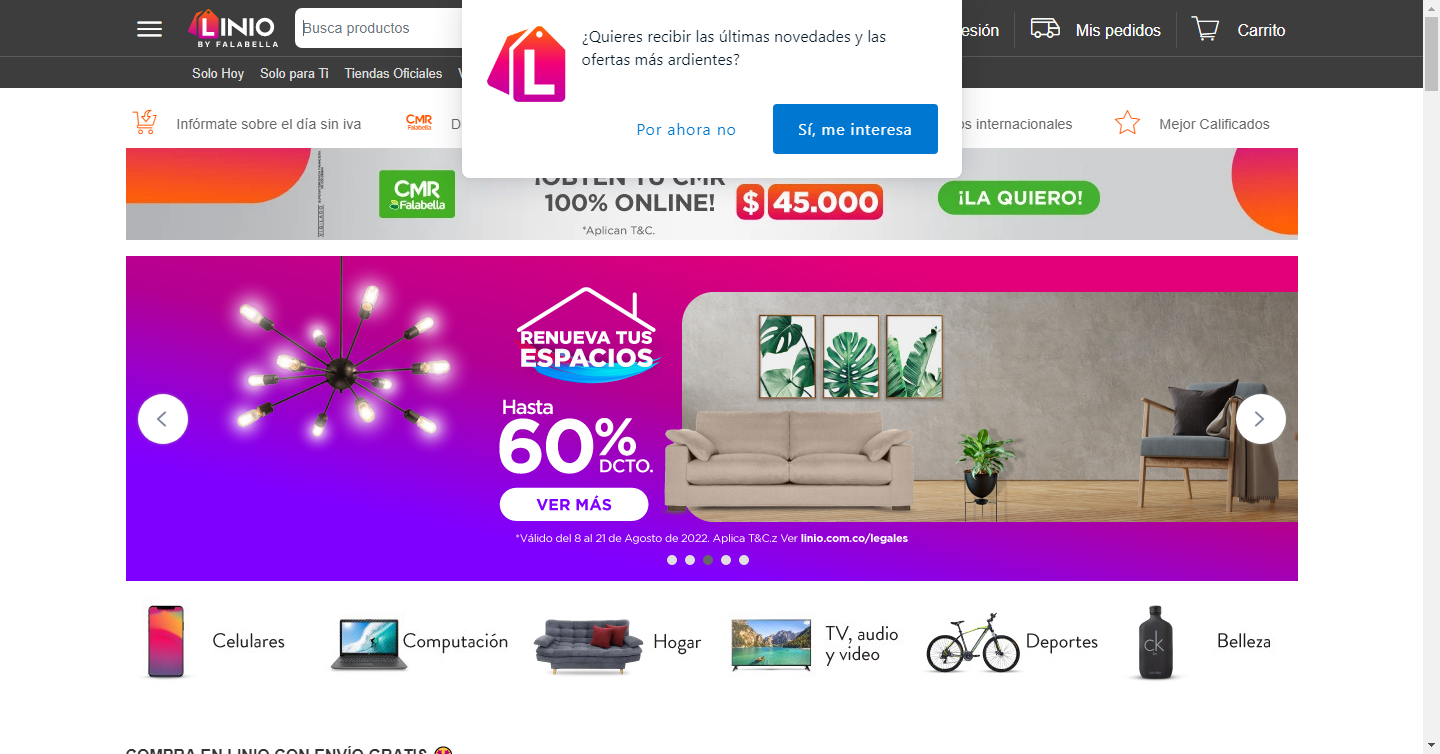 LINIO
BY FALABELLA
Busca productos
esión
Mis pedidos
Carrito
Solo Hoy
Solo para Ti
Tiendas Oficiales
¿Quieres recibir las últimas novedades y las
ofertas más ardientes?
Por ahora no
Sí, me interesa
L
Infórmate sobre el día sin iva
CMR
Falabella
internacionales
Mejor Calificados
CMR
Falabella
¡OBTÉN TU CMR
100% ONLINE!
*Aplican T&C.
$ 45.000
¡LA QUIERO!
RENUEVA TUS
ESPACIOS
Hasta
60%
DCTO.
VER MÁS
*Válido del 8 al 21 de Agosto de 2022. Aplica T&C.z Ver linio.com.co/legales
Celulares
Computación
Hogar
TV, audio
y video
Deportes
ck
be
Belleza
COMPRA EN LINIO CON ENVÍO GRATIS